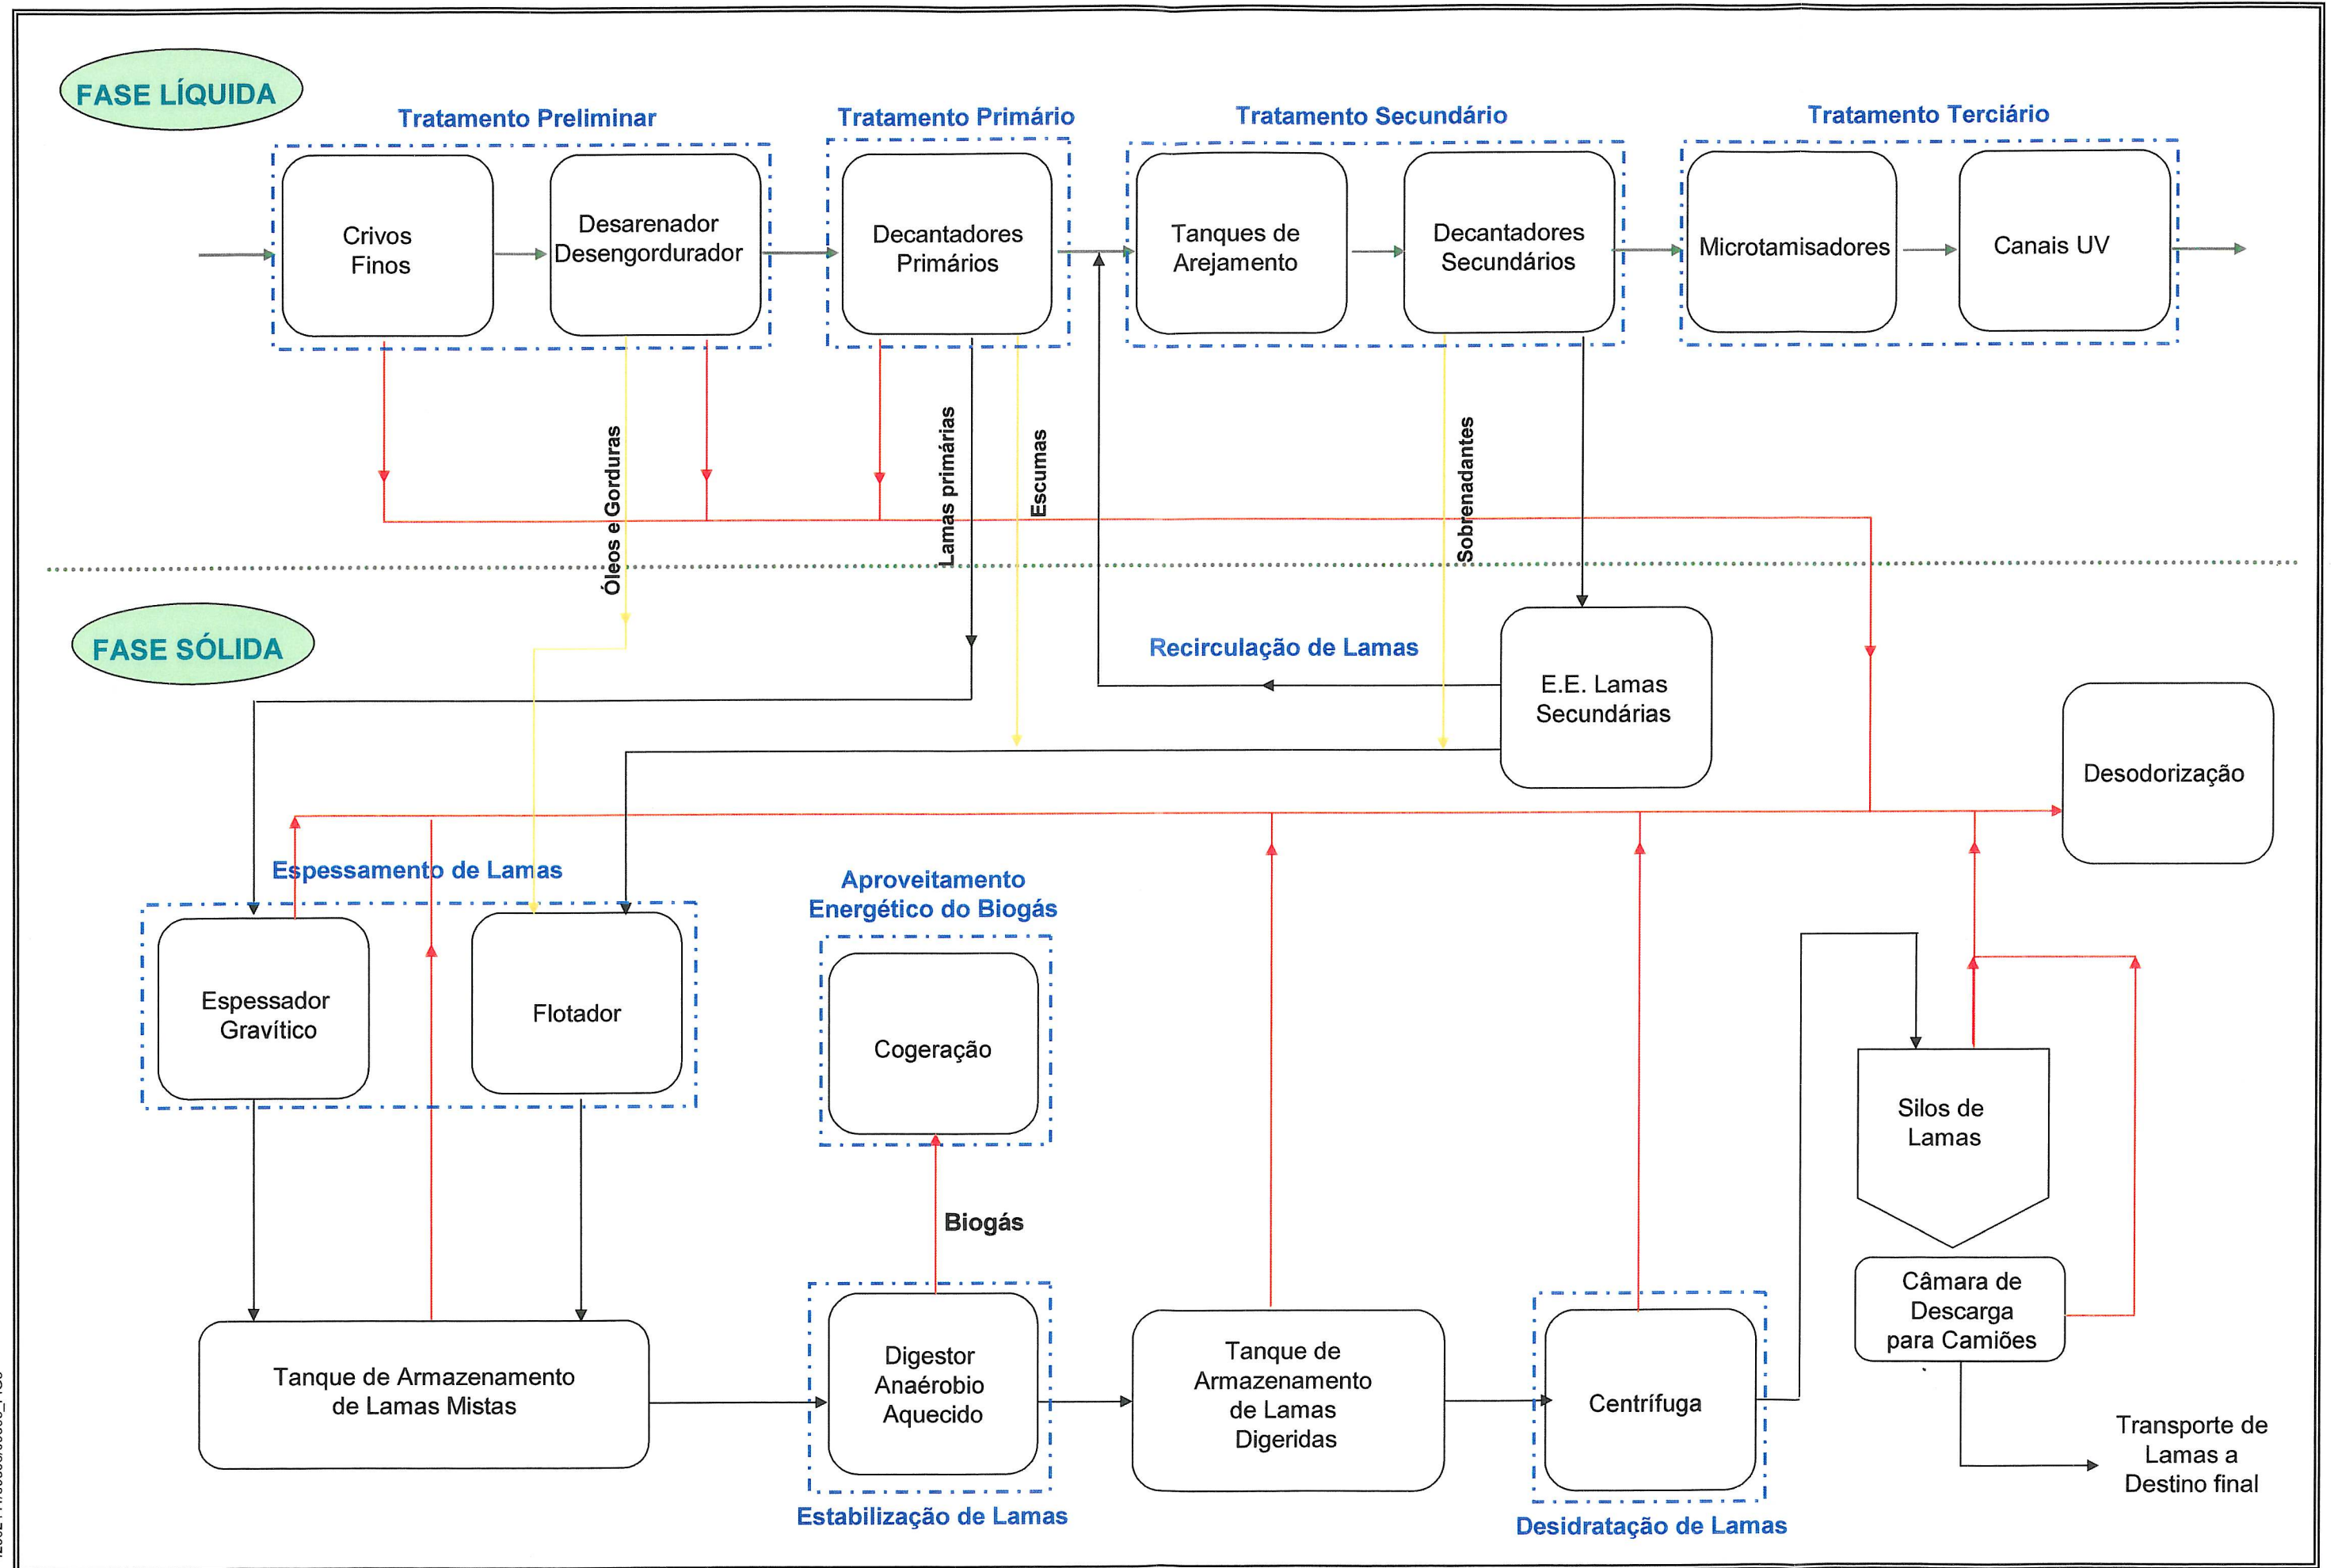 FASE LÍQUIDA
Tratamento Preliminar
Tratamento Primário
Tratamento Secundário
Tratamento Terciário
Crivos
Finos
Desarenador
Desengordurador
Decantadores
Primários
Tanques de
Arejamento
Decantadores
Secundários
Microtamisadores
Canais UV
Óleos e Gorduras
Lamas primárias
Escumas
Sobrenadantes
FASE SÓLIDA
Recirculação de Lamas
E.E. Lamas
Secundárias
Desodorização
Espessamento de Lamas
Aproveitamento
Energético do Biogás
Espessador
Gravítico
Flotador
Cogeração
Silos de
Lamas
Biogás
Câmara de
Descarga
para Camiões
Tanque de Armazenamento
de Lamas Mistas
Digestor
Anaérobio
Aquecido
Tanque de
Armazenamento
de Lamas
Digeridas
Centrífuga
Transporte de
Lamas a
Destino final
Estabilização de Lamas
Desidratação de Lamas